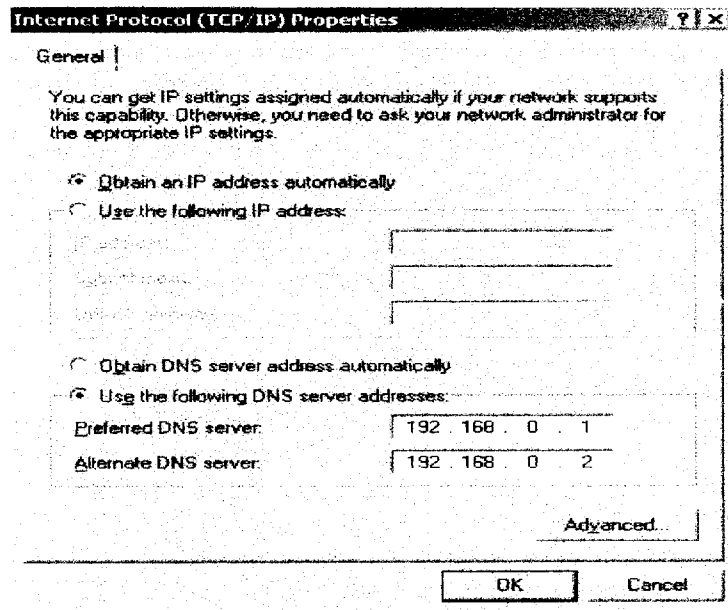 Internet Protocol (TCP/IP) Properties
General
You can get IP settings assigned automatically if your network supports
this capability. Otherwise, you need to ask your network administrator for
the appropriate IP settings.
Obtain an IP address automatically
Use the following IP address:
Obtain DNS server address automatically
Use the following DNS server addresses:
Preferred DNS server: 192 . 168 . 0 . 1
Alternate DNS server: 192 . 168 . 0 . 2
Advanced...
OK Cancel